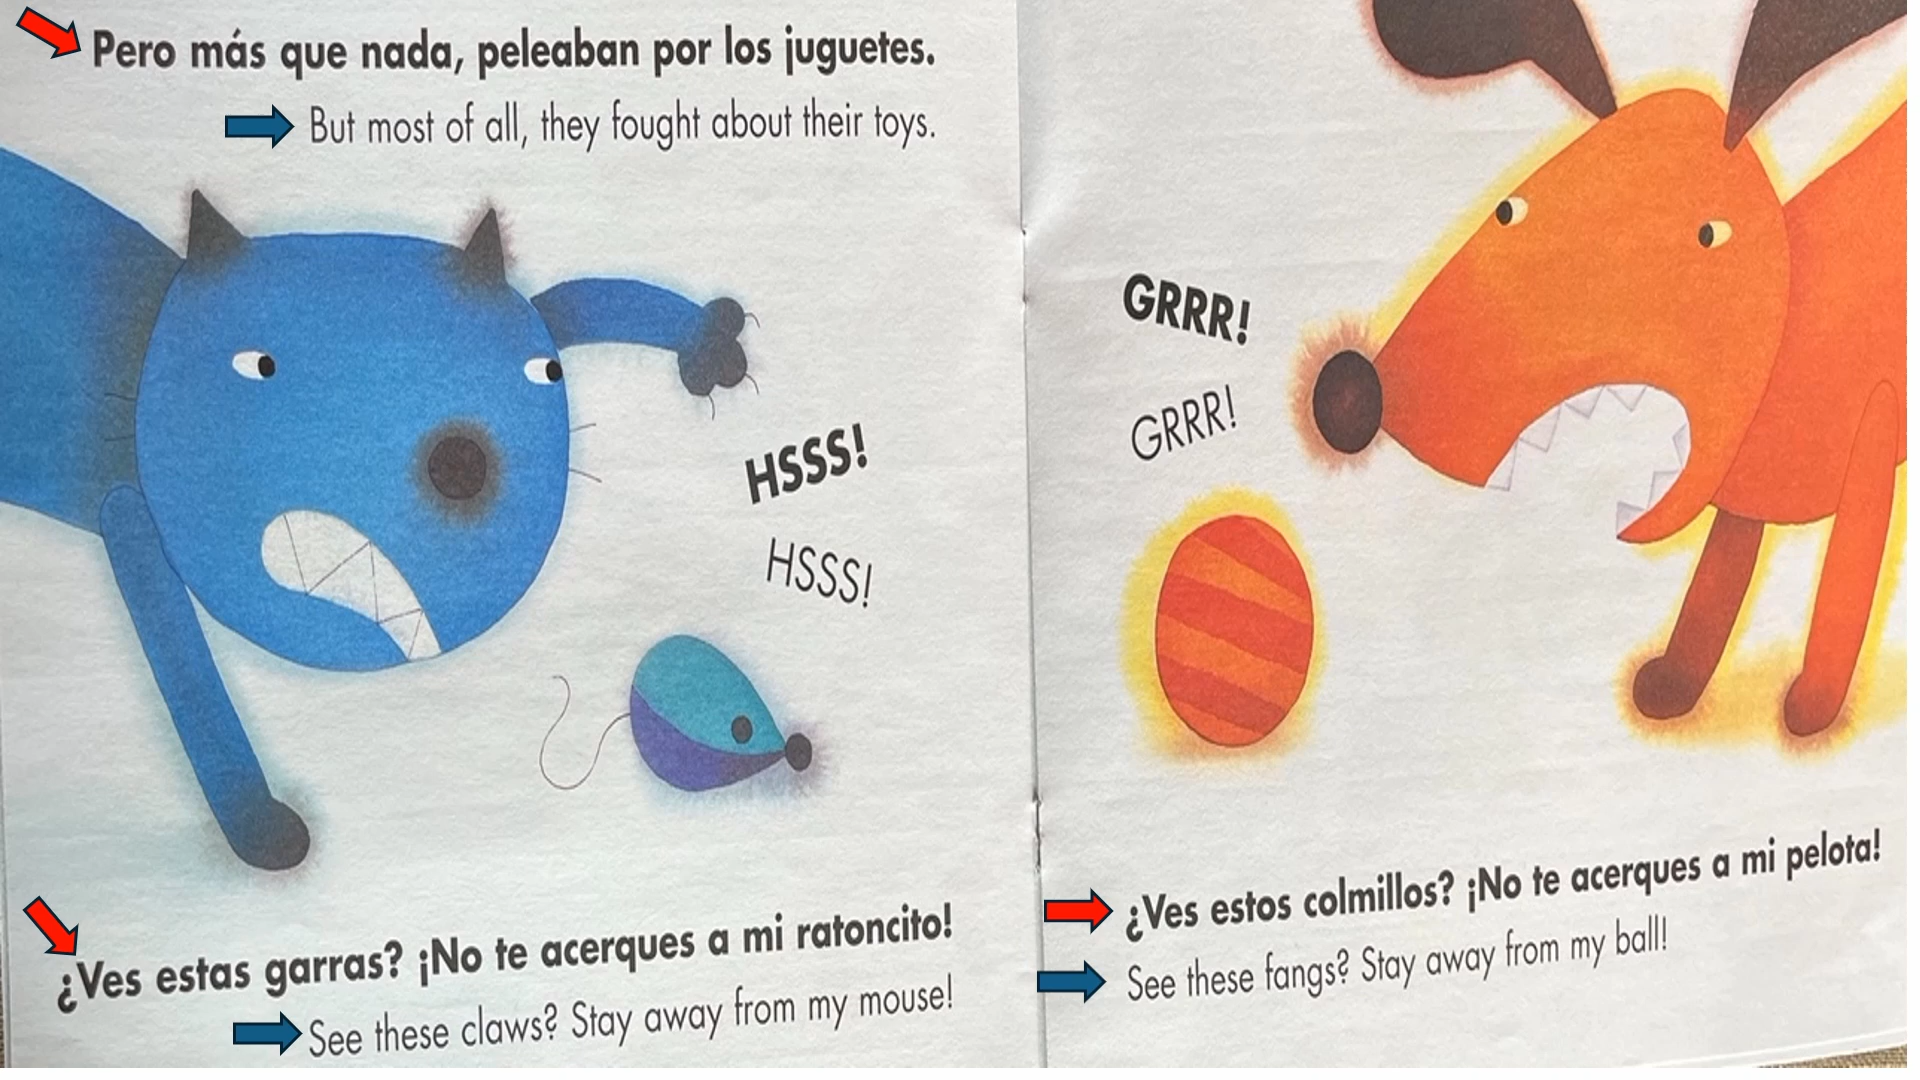 Pero más que nada, peleaban por los juguetes.
But most of all, they fought about their toys.
HSSS!
HSSS!
¿Ves estas garras? ¡No te acerques a mi ratoncito!
See these claws? Stay away from my mouse!
GRRR!
GRRR!
¿Ves estos colmillos? ¡No te acerques a mi pelota!
See these fangs? Stay away from my ball!